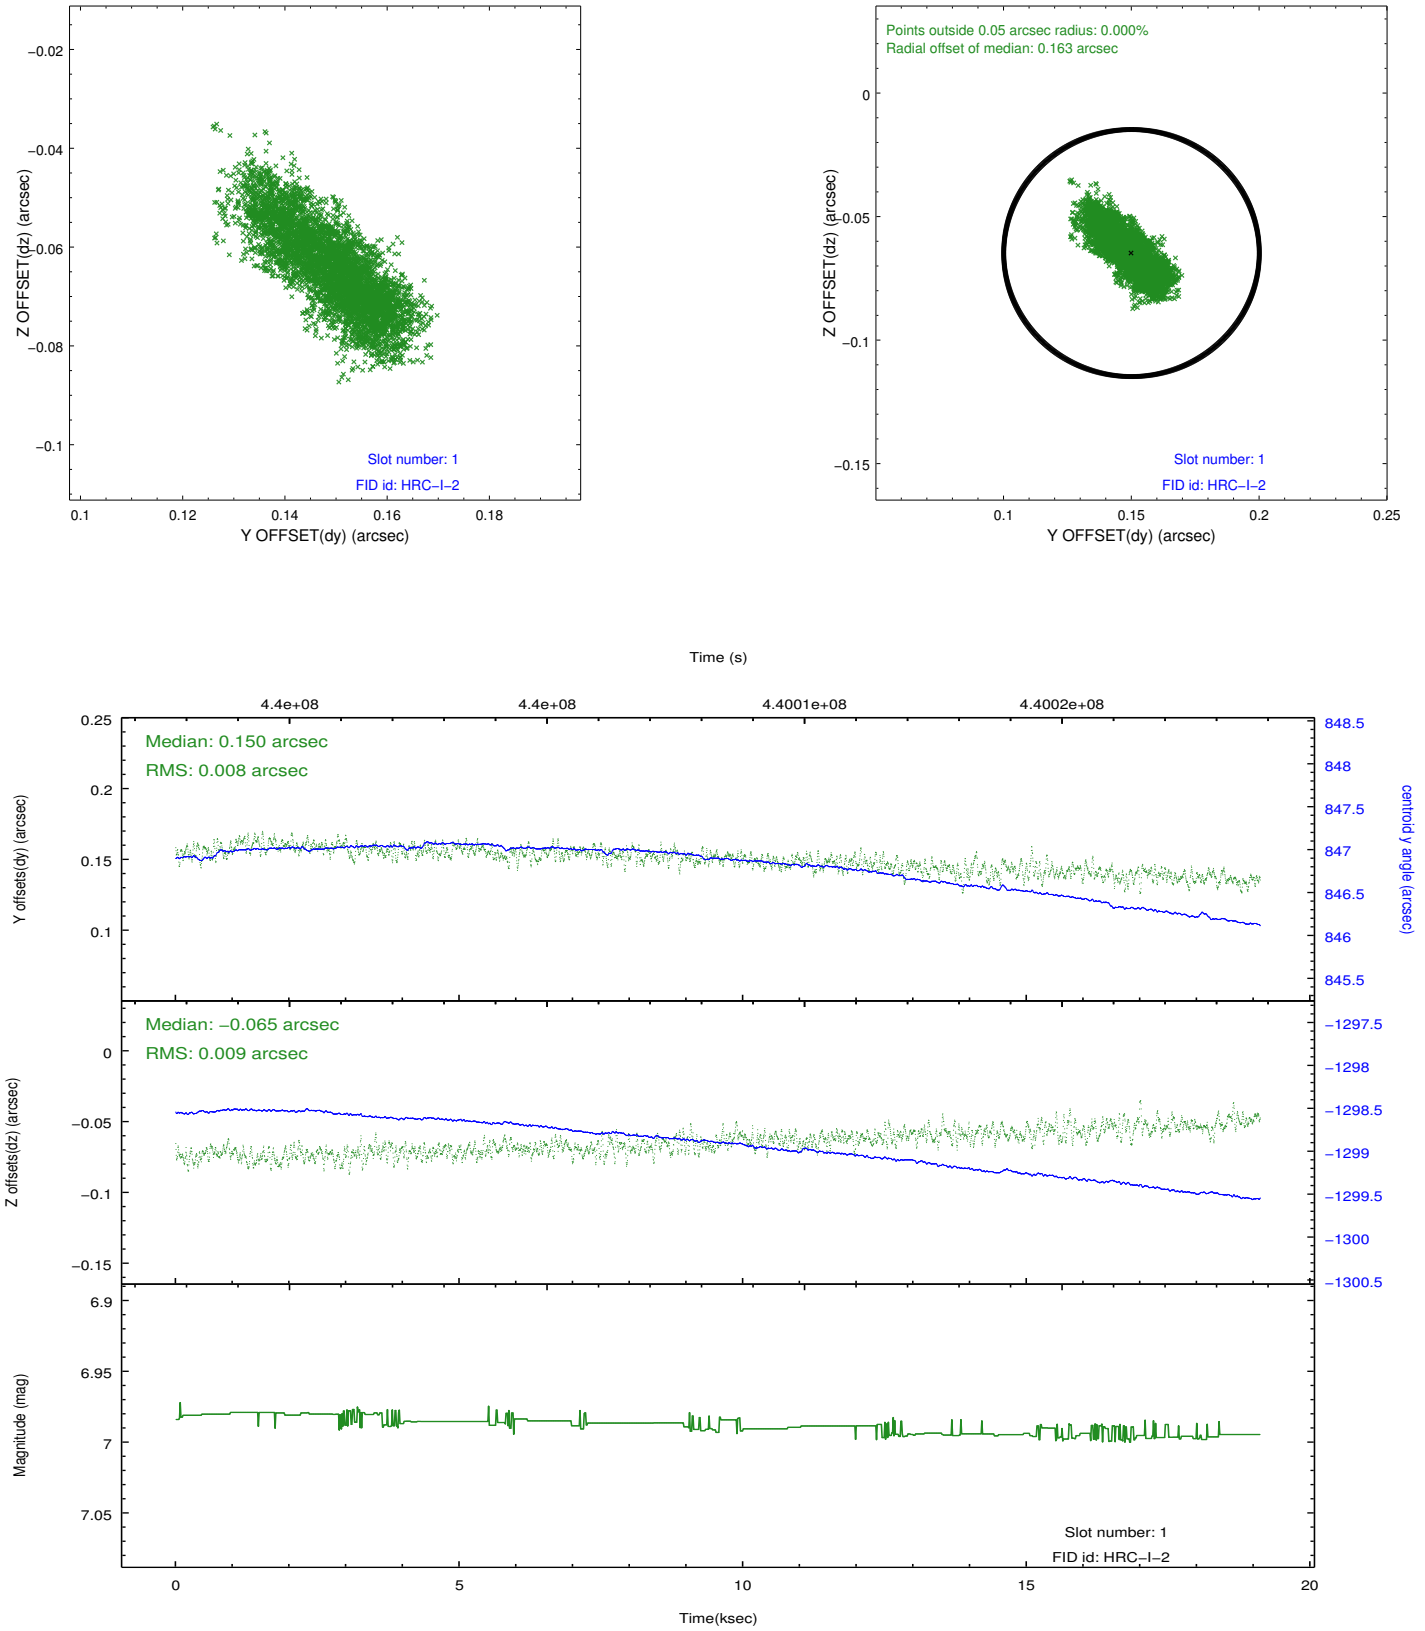 −0.02
−0.04
−0.06
−0.08
−0.1
Z OFFSET(dz) (arcsec)
Slot number: 1
FID id: HRC−I−2
0.1 0.12 0.14 0.16 0.18
Y OFFSET(dy) (arcsec)
Points outside 0.05 arcsec radius: 0.000%
Radial offset of median: 0.163 arcsec
0
−0.05
−0.1
−0.15
Z OFFSET(dz) (arcsec)
Slot number: 1
FID id: HRC−I−2
0.1 0.15 0.2 0.25
Y OFFSET(dy) (arcsec)
Time (s)
4.4e+08 4.4e+08 4.4001e+08 4.4002e+08
0.25
0.2
0.15
0.1
Y offsets(dy) (arcsec)
Median: 0.150 arcsec
RMS: 0.008 arcsec
848.5
848
847.5
847
846.5
846
845.5
centroid y angle (arcsec)
0
−0.05
−0.1
−0.15
Z offsets(dz) (arcsec)
Median: −0.065 arcsec
RMS: 0.009 arcsec
−1297.5
−1298
−1298.5
−1299
−1299.5
−1300
−1300.5
6.9
6.95
7
7.05
Magnitude (mag)
Slot number: 1
FID id: HRC−I−2
0 5 10 15 20
Time(ksec)